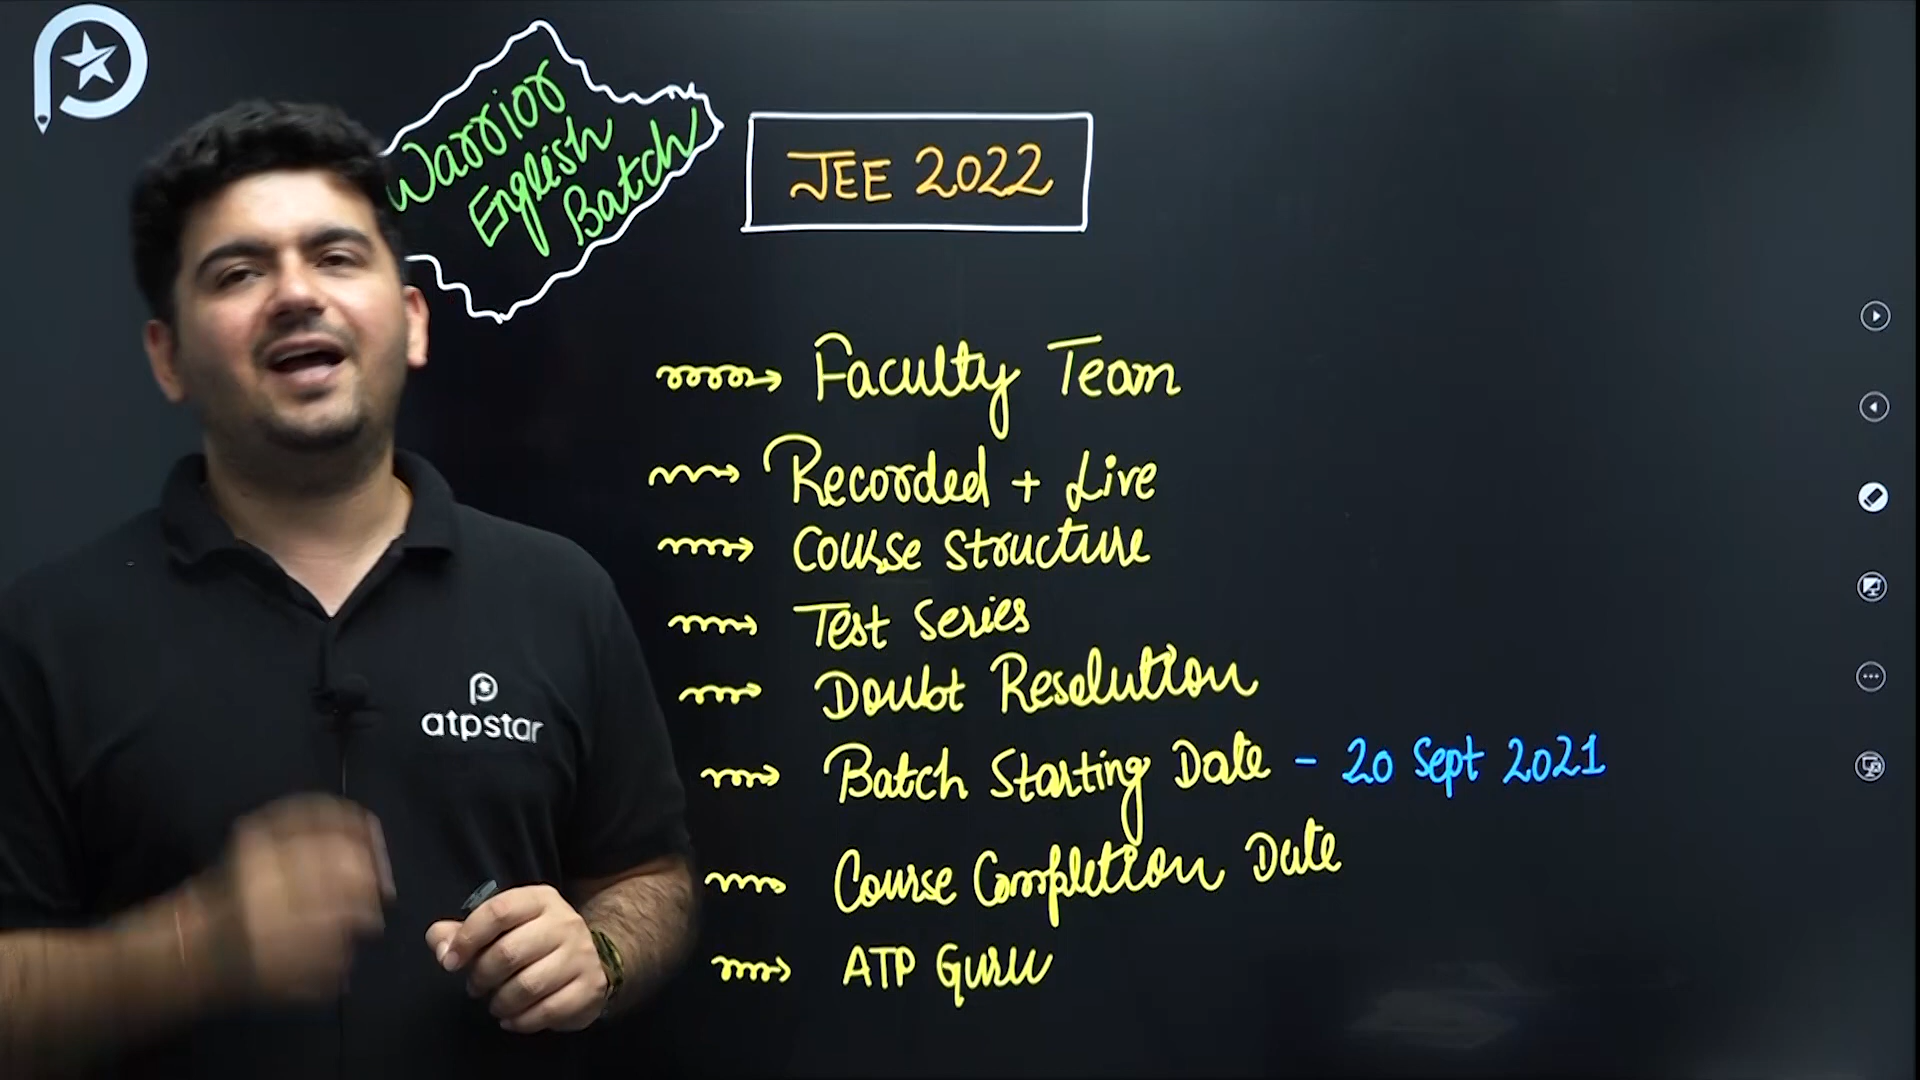 Warrior
English
Batch
JEE 2022
Faculty Team
Recorded + Live
Course Structure
Test Series
Doubt Resolution
Batch Starting Date - 20 Sept 2021
Course Completion Date
ATP Guru
atpstar